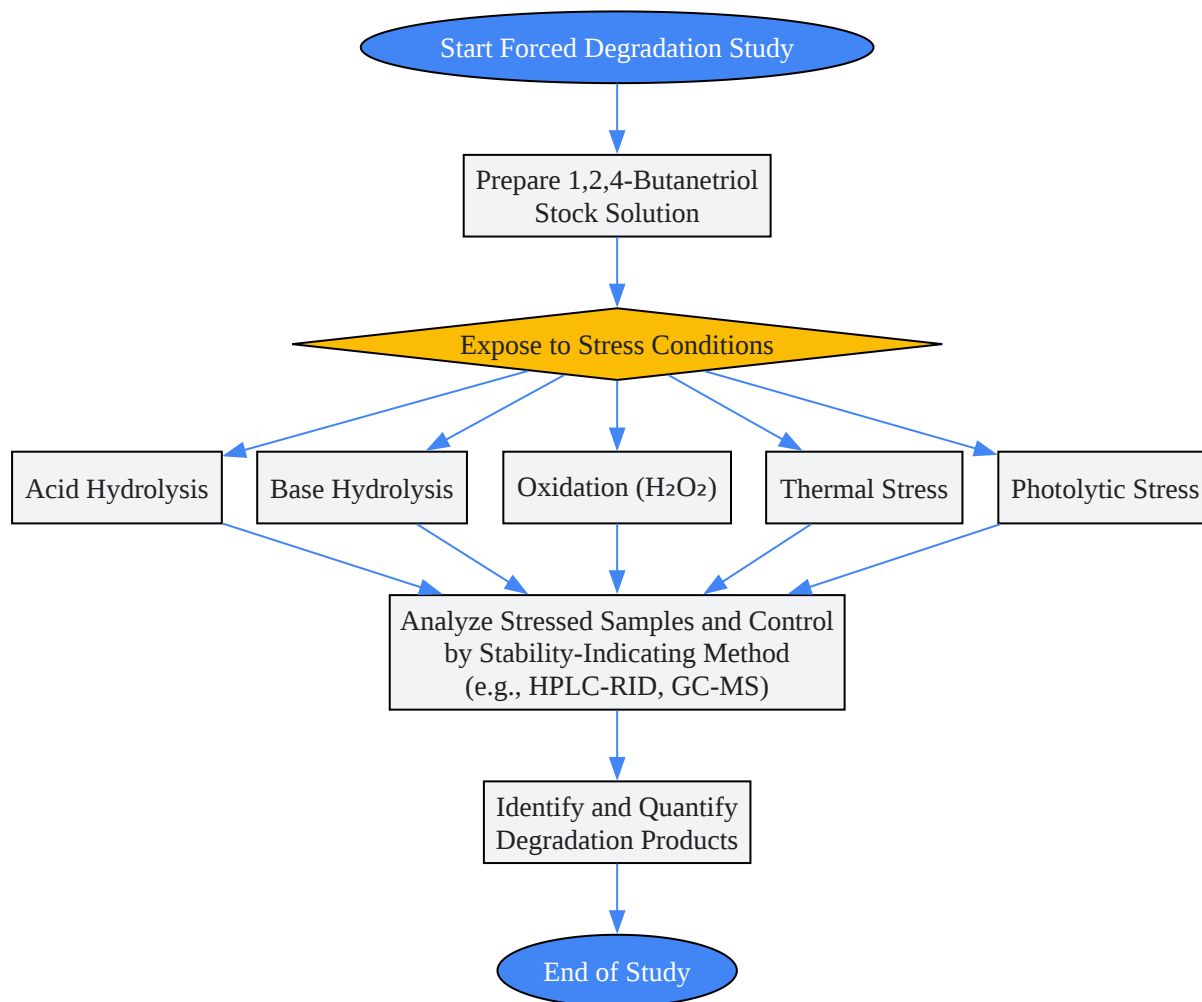 Start Forced Degradation Study
Prepare 1,2,4-Butanetriol
Stock Solution
Expose to Stress Conditions
Acid Hydrolysis
Base Hydrolysis
Oxidation (H₂O₂)
Thermal Stress
Photolytic Stress
Analyze Stressed Samples and Control
by Stability-Indicating Method
(e.g., HPLC-RID, GC-MS)
Identify and Quantify
Degradation Products
End of Study